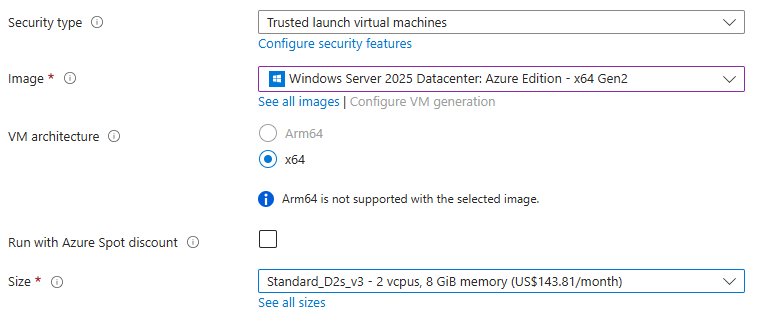 Security type Trusted launch virtual machines
Configure security features
Image * Windows Server 2025 Datacenter: Azure Edition - x64 Gen2
See all images | Configure VM generation
VM architecture Arm64
x64
Arm64 is not supported with the selected image.
Run with Azure Spot discount
Size * Standard_D2s_v3 - 2 vcpus, 8 GiB memory (US$143.81/month)
See all sizes